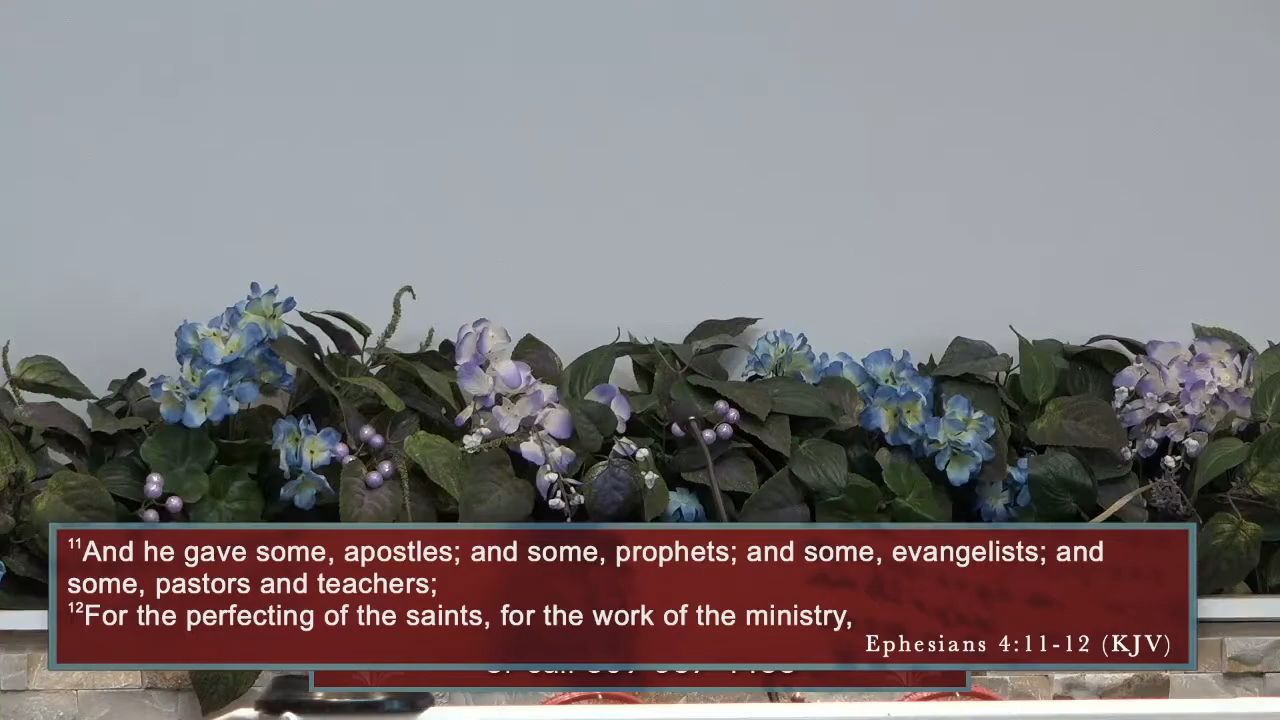 ¹¹And he gave some, apostles; and some, prophets; and some, evangelists; and
some, pastors and teachers;
¹²For the perfecting of the saints, for the work of the ministry,
Ephesians 4:11-12 (KJV)